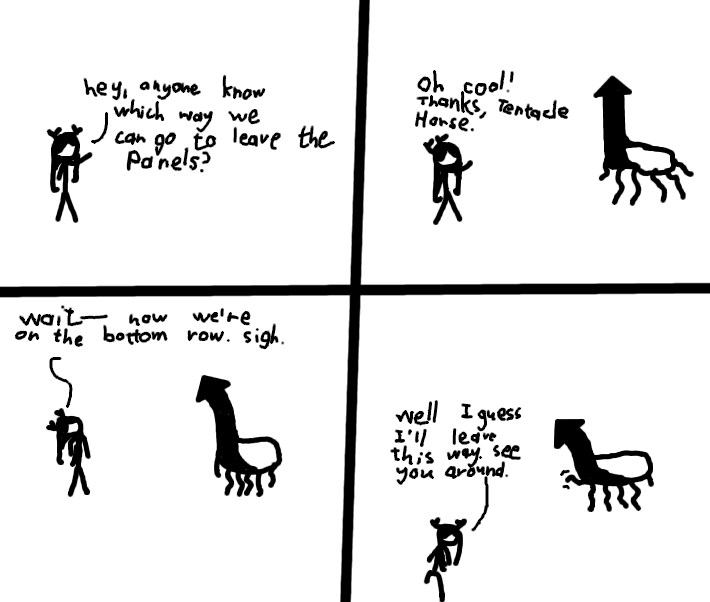 hey, anyone know
which way we
can go to leave the
Panels?
Oh cool!
Thanks, Tentacle
Horse.
wait— now we're
on the bottom row. sigh.
well I guess
I'll leave
this way. see
you around.